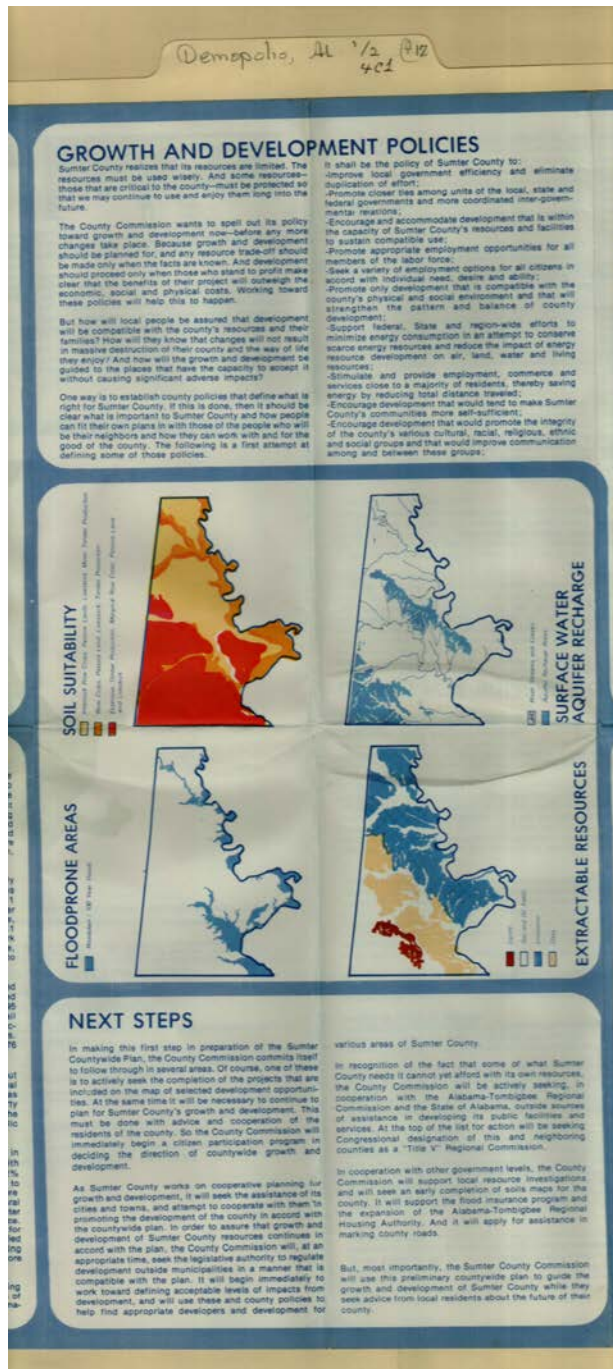 Demopolis, AL 1/2 @12
4C1
GROWTH AND DEVELOPMENT POLICIES
Sumter County realizes that its resources are limited. The
resources must be used wisely. And some resources—
those that are critical to the county—must be protected so
that we may continue to use and enjoy them long into the
future.
The County Commission wants to spell out its policy
toward growth and development now—before any more
changes take place. Because growth and development
should be planned for, and any resource trade-off should
be made only when the facts are known. And development
should proceed only when those who stand to profit make
clear that the benefits of their project will outweigh the
economic, social and physical costs. Working toward
these policies will help this to happen.
But how will local people be assured that development
will be compatible with the county's resources and their
families? How will they know that changes will not result
in massive destruction of their county and the way of life
they enjoy? And how will the growth and development be
guided to the places that have the capacity to accept it
without causing significant adverse impacts?
One way is to establish county policies that define what is
right for Sumter County. If this is done, then it should be
clear what is important to Sumter County and how people
can fit their own plans in with those of the people who will
be their neighbors and how they can work with and for the
good of the county. The following is a first attempt at
defining some of those policies.
It shall be the policy of Sumter County to:
-Improve local government efficiency and eliminate
duplication of effort;
-Promote closer ties among units of the local, state and
federal governments and more coordinated inter-govern-
mental relations;
-Encourage and accommodate development that is within
the capacity of Sumter County's resources and facilities
to sustain compatible use;
-Promote appropriate employment opportunities for all
members of the labor force;
-Seek a variety of employment options for all citizens in
accord with individual need, desire and ability;
-Promote only development that is compatible with the
county's physical and social environment and that will
strengthen the pattern and balance of county
development;
-Support federal, State and region-wide efforts to
minimize energy consumption in an attempt to conserve
scarce energy resources and reduce the impact of energy
resource development on air, land, water and living
resources;
-Stimulate and provide employment, commerce and
services close to a majority of residents, thereby saving
energy by reducing total distance traveled;
-Encourage development that would tend to make Sumter
County's communities more self-sufficient;
-Encourage development that would promote the integrity
of the county's various cultural, racial, religious, ethnic
and social groups and that would improve communication
among and between these groups;
SOIL SUITABILITY
SURFACE WATER
AQUIFER RECHARGE
FLOODPRONE AREAS
EXTRACTABLE RESOURCES
NEXT STEPS
In making this first step in preparation of the Sumter
Countywide Plan, the County Commission commits itself
to follow through in several areas. Of course, one of these
is to actively seek the completion of the projects that are
included on the map of selected development opportuni-
ties. At the same time it will be necessary to continue to
plan for Sumter County's growth and development. This
must be done with advice and cooperation of the
residents of the county. So the County Commission will
immediately begin a citizen participation program in
deciding the direction of countywide growth and
development.
As Sumter County works on cooperative planning for
growth and development, it will seek the assistance of its
cities and towns, and attempt to cooperate with them in
promoting the development of the county in accord with
the countywide plan. In order to assure that growth and
development of Sumter County resources continues in
accord with the plan, the County Commission will, at an
appropriate time, seek the legislative authority to regulate
development outside municipalities in a manner that is
compatible with the plan. It will begin immediately to
work toward defining acceptable levels of impacts from
development, and will use these and county policies to
help find appropriate developers and development for
various areas of Sumter County.
In recognition of the fact that some of what Sumter
County needs it cannot yet afford with its own resources,
the County Commission will be actively seeking, in
cooperation with the Alabama-Tombigbee Regional
Commission and the State of Alabama, outside sources
of assistance in developing its public facilities and
services. At the top of the list for action will be seeking
Congressional designation of this and neighboring
counties as a "Title V" Regional Commission.
In cooperation with other government levels, the County
Commission will support local resource investigations
and will seek an early completion of soils maps for the
county. It will support the flood insurance program and
the expansion of the Alabama-Tombigbee Regional
Housing Authority. And it will apply for assistance in
marking county roads.
But, most importantly, the Sumter County Commission
will use this preliminary countywide plan to guide the
growth and development of Sumter County while they
seek advice from local residents about the future of their
county.